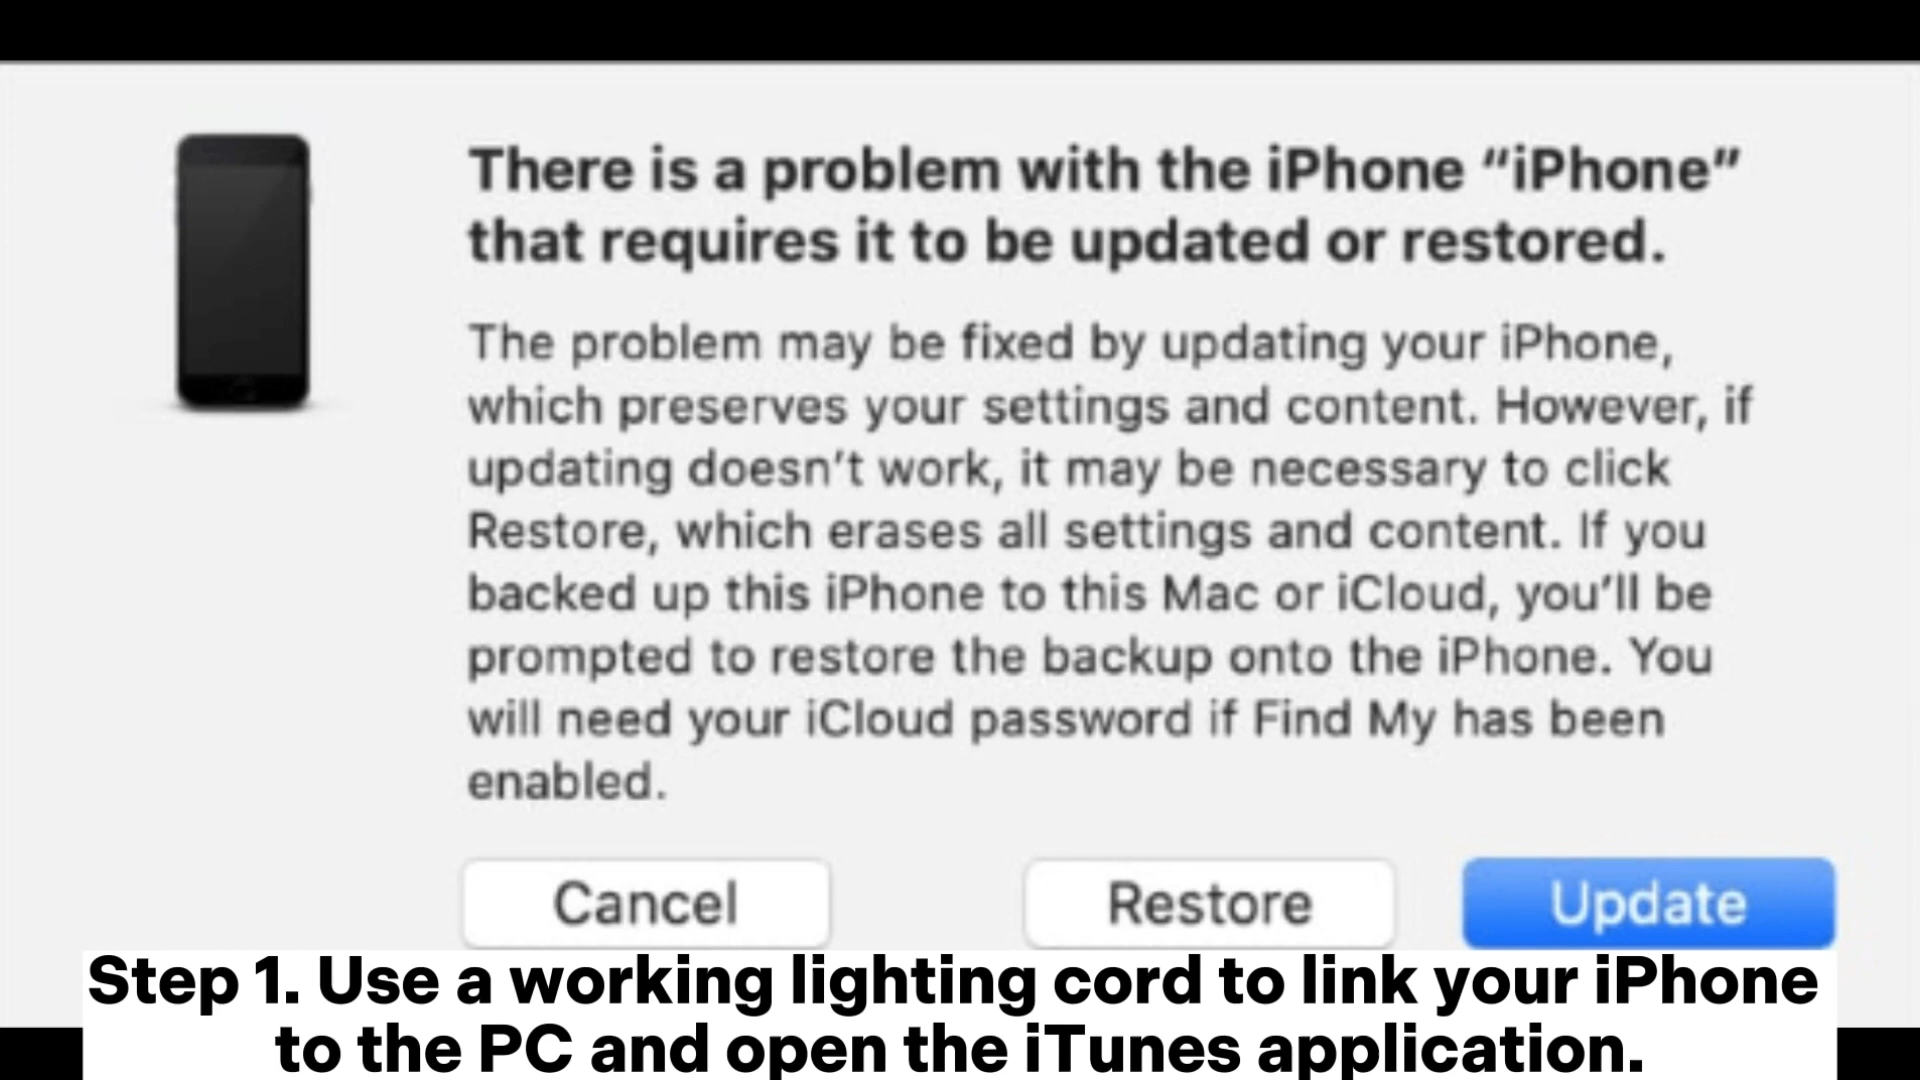 There is a problem with the iPhone “iPhone”
that requires it to be updated or restored.
The problem may be fixed by updating your iPhone,
which preserves your settings and content. However, if
updating doesn’t work, it may be necessary to click
Restore, which erases all settings and content. If you
backed up this iPhone to this Mac or iCloud, you’ll be
prompted to restore the backup onto the iPhone. You
will need your iCloud password if Find My has been
enabled.
Cancel
Restore
Update
Step 1. Use a working lighting cord to link your iPhone
to the PC and open the iTunes application.